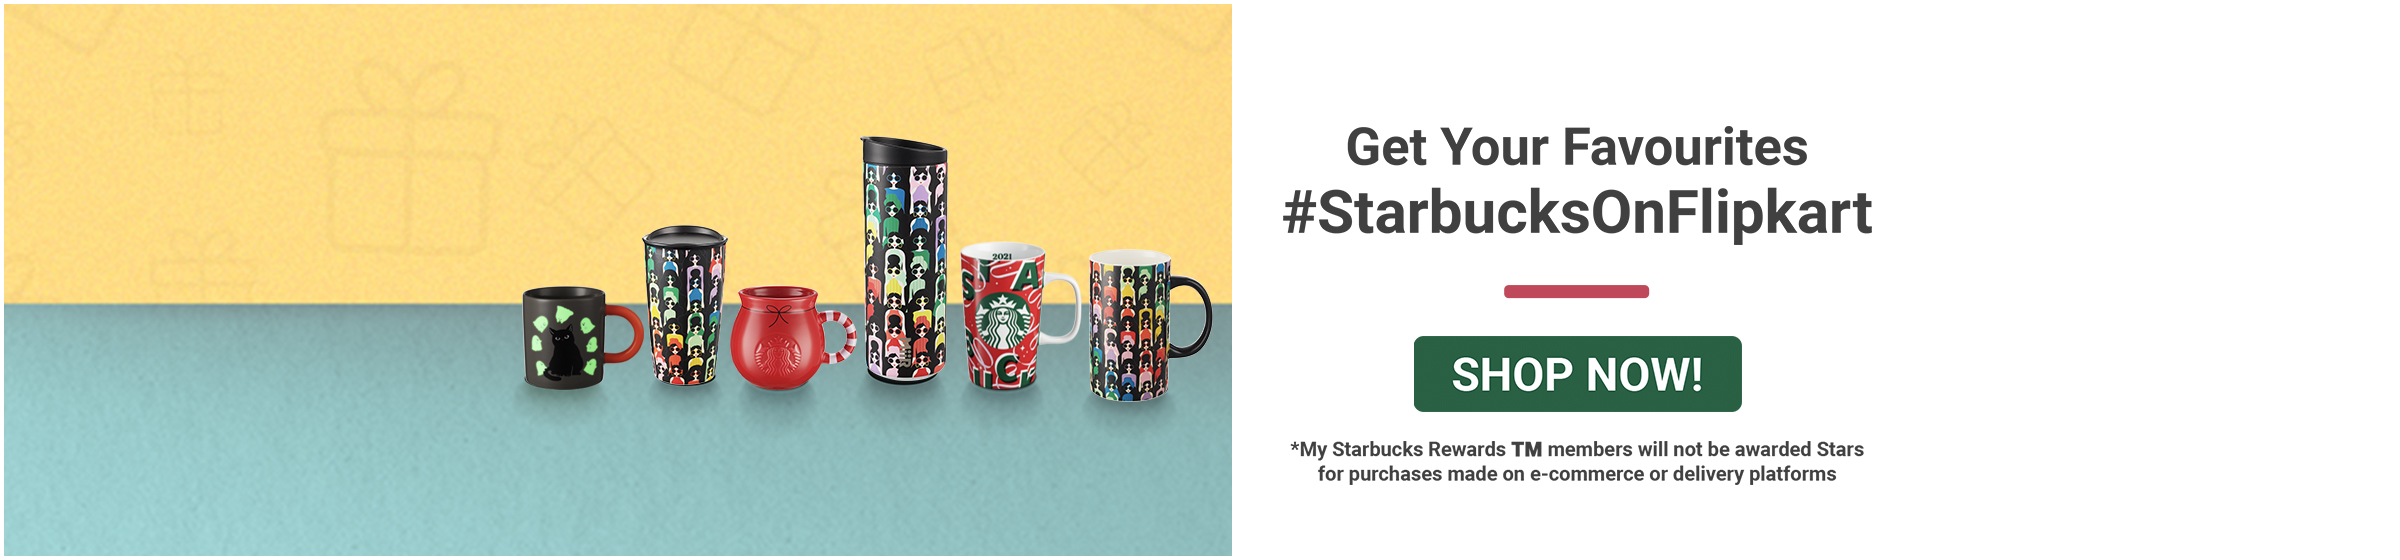 Get Your Favourites
#StarbucksOnFlipkart
SHOP NOW!
*My Starbucks Rewards TM members will not be awarded Stars
for purchases made on e-commerce or delivery platforms
2021